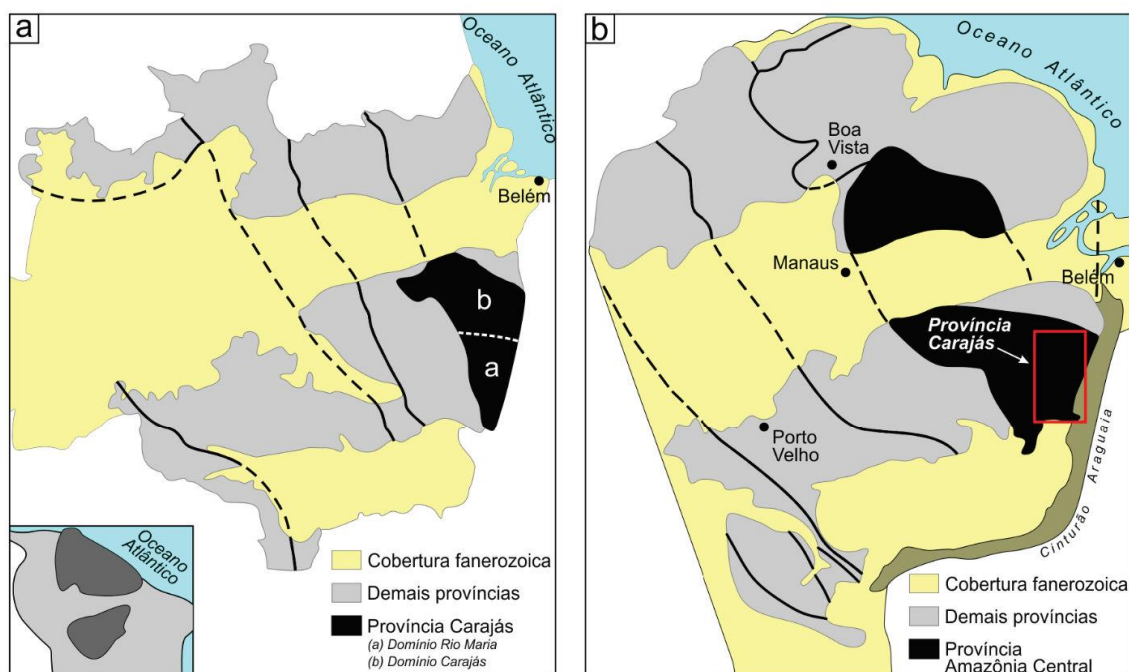 a
Oceano
Atlântico
Belém
b
a
Oceano
Atlântico
Cobertura fanerozoica
Demais províncias
Província Carajás
(a) Domínio Rio Maria
(b) Domínio Carajás
b
Oceano Atlântico
Boa
Vista
Manaus
Belém
Província
Carajás
Porto
Velho
Cinturão Araguaia
Cobertura fanerozoica
Demais províncias
Província
Amazônia Central